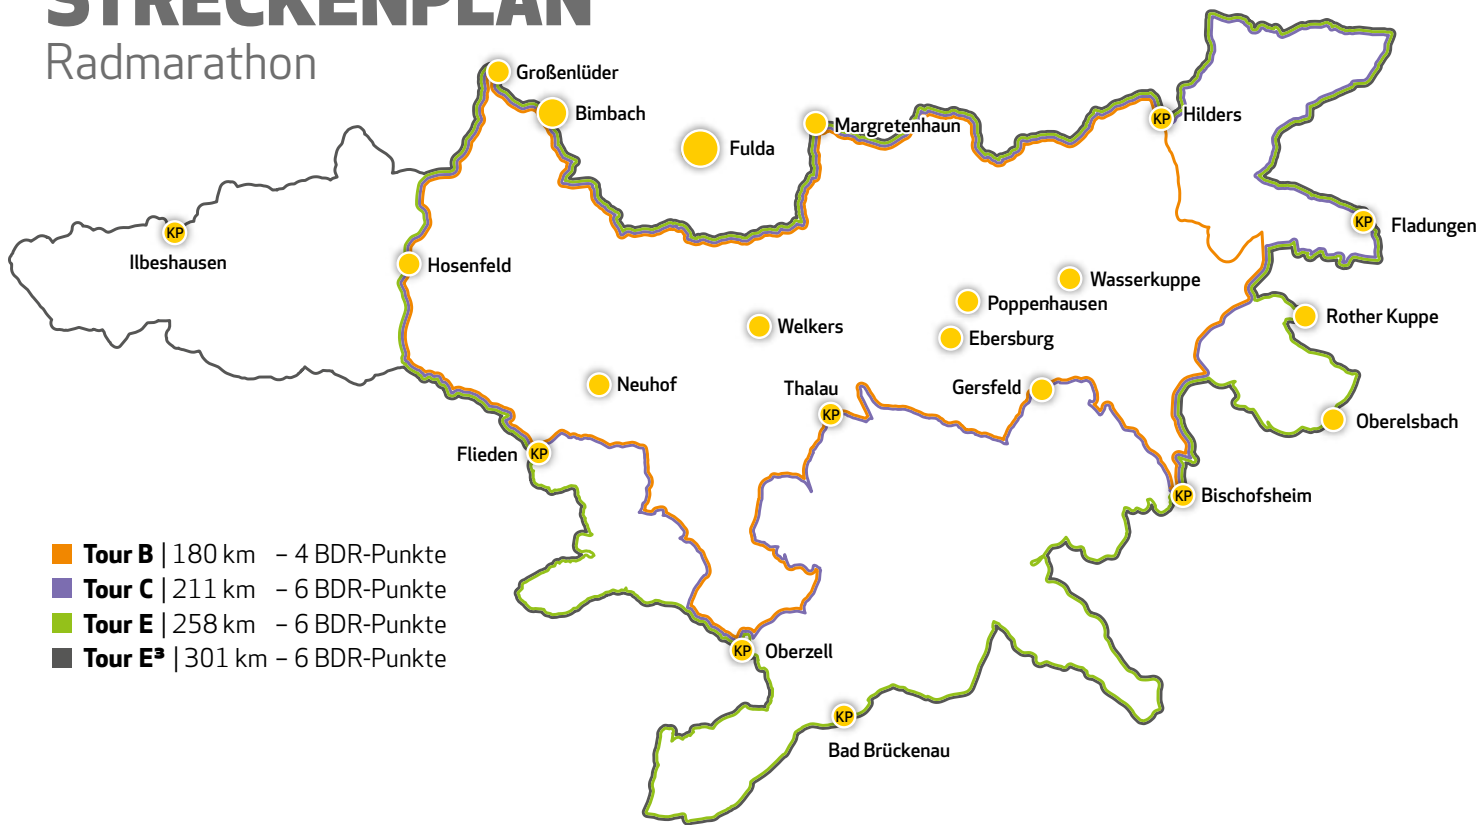 STRECKENPLAN
Radmarathon
Großenlüder
Bimbach
Fulda
Margretenhaun
KP
Hilders
KP
Ilbeshausen
KP
Fladungen
Hosenfeld
Wasserkuppe
Poppenhausen
Rother Kuppe
Welkers
Ebersburg
Neuhof
Thalau
KP
Gersfeld
Oberelsbach
Flieden
KP
KP
Bischofsheim
Tour B | 180 km – 4 BDR-Punkte
Tour C | 211 km – 6 BDR-Punkte
Tour E | 258 km – 6 BDR-Punkte
Tour E³ | 301 km – 6 BDR-Punkte
KP
Oberzell
KP
Bad Brückenau